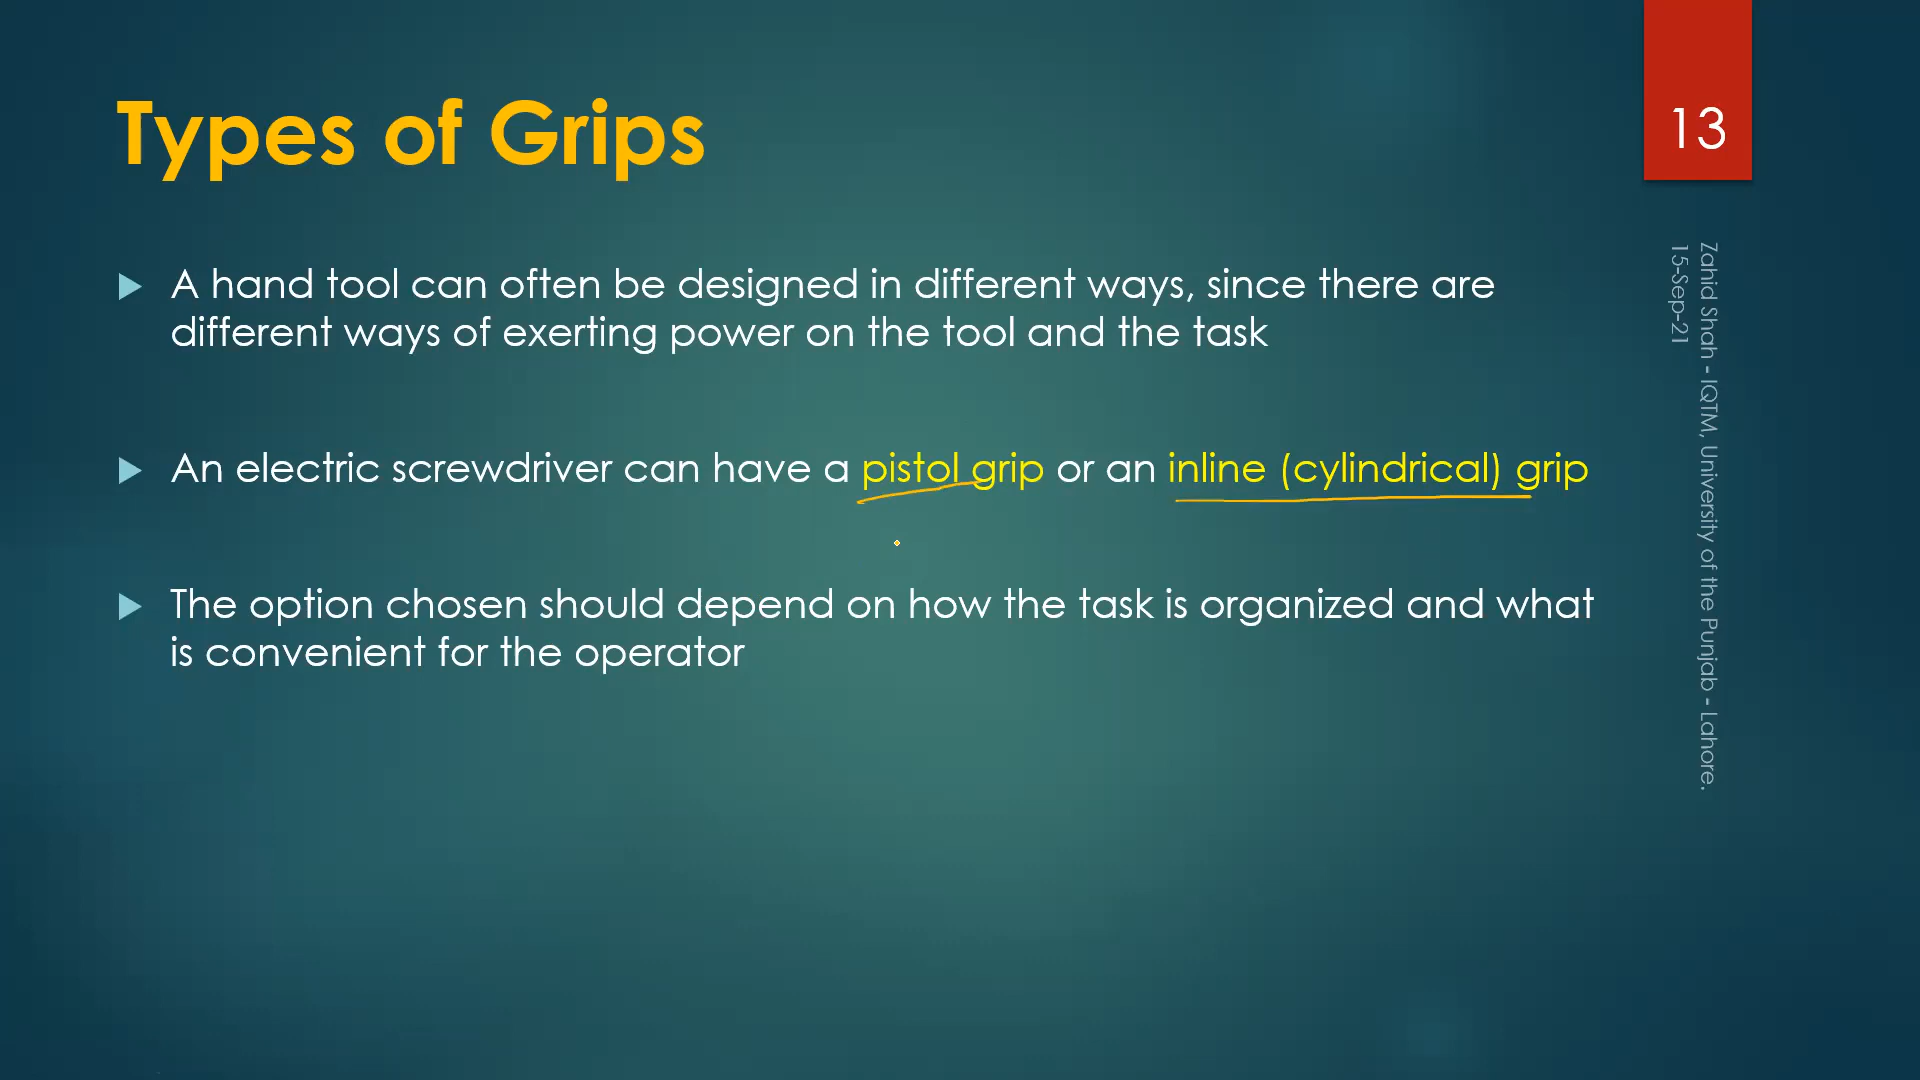 Types of Grips
13
A hand tool can often be designed in different ways, since there are
different ways of exerting power on the tool and the task
An electric screwdriver can have a pistol grip or an inline (cylindrical) grip
The option chosen should depend on how the task is organized and what
is convenient for the operator
Zahid Shah - IQTM, University of the Punjab - Lahore.
15-Sep-21